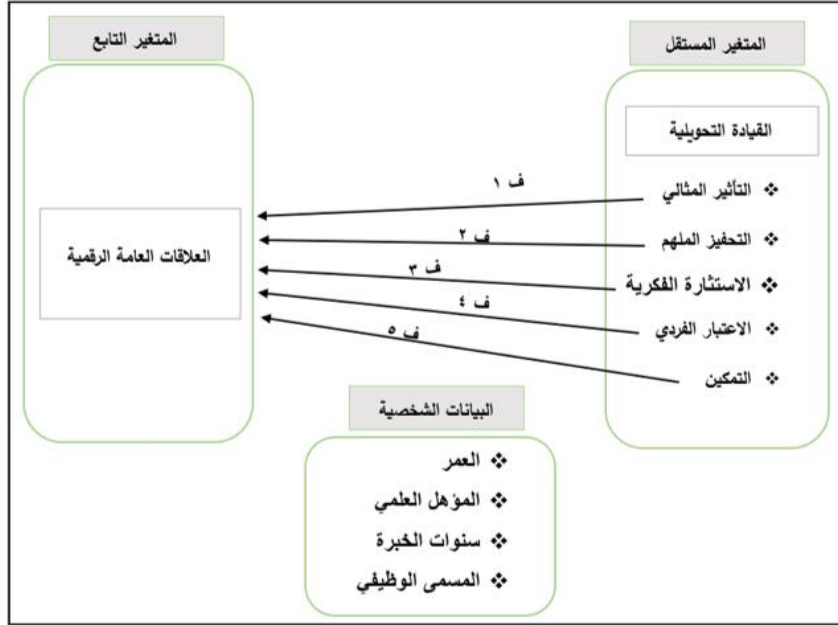 المتغير المستقل
القيادة التحويلية
❖ التأثير المثالي
❖ التحفيز الملهم
❖ الاستثارة الفكرية
❖ الاعتبار الفردي
❖ التمكين
ف ١
ف ٢
ف ٣
ف ٤
ف ٥
المتغير التابع
العلاقات العامة الرقمية
البيانات الشخصية
❖ العمر
❖ المؤهل العلمي
❖ سنوات الخبرة
❖ المسمى الوظيفي